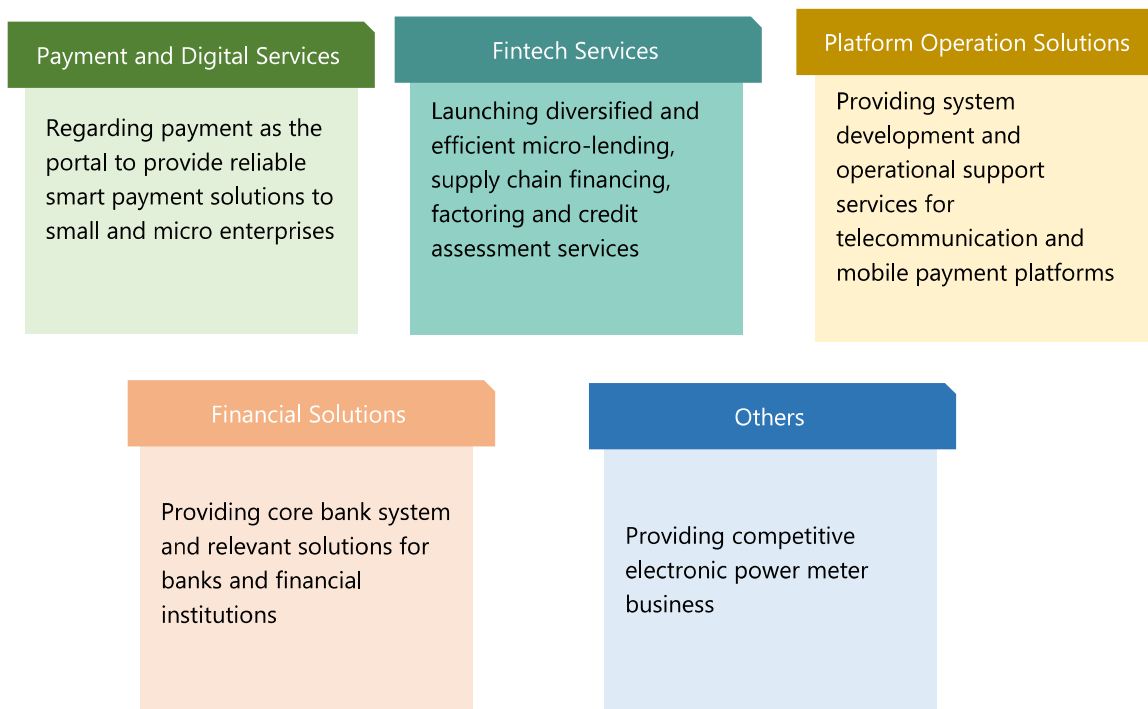 Payment and Digital Services
Regarding payment as the
portal to provide reliable
smart payment solutions to
small and micro enterprises
Fintech Services
Launching diversified and
efficient micro-lending,
supply chain financing,
factoring and credit
assessment services
Platform Operation Solutions
Providing system
development and
operational support
services for
telecommunication and
mobile payment platforms
Financial Solutions
Providing core bank system
and relevant solutions for
banks and financial
institutions
Others
Providing competitive
electronic power meter
business